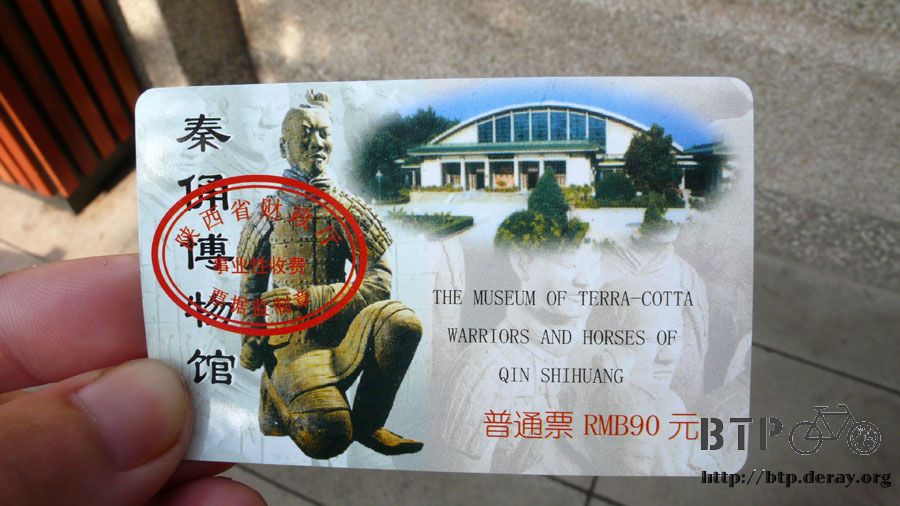 秦俑博物馆
陕西省财政厅
事业性收费
票据监制章
THE MUSEUM OF TERRA-COTTA
WARRIORS AND HORSES OF
QIN SHIHUANG
普通票 RMB90 元
BTP
http://btp.deray.org